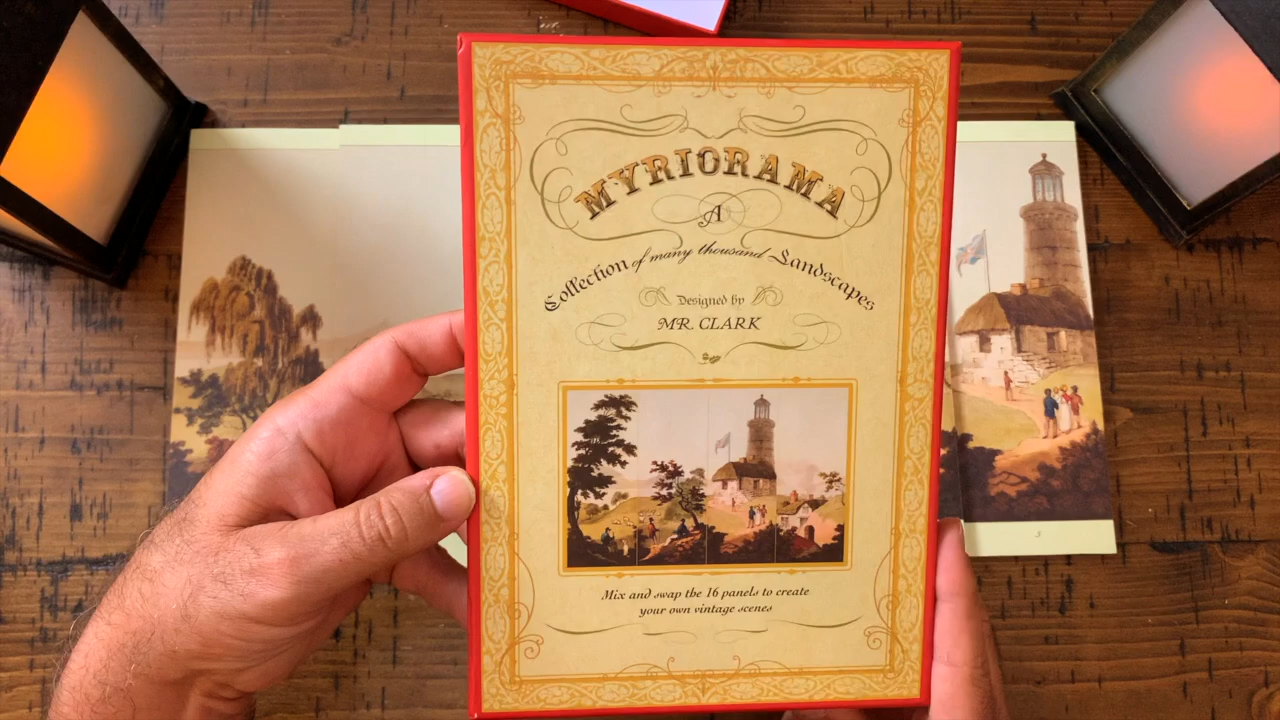 MYRIORAMA
A
Collection of many thousand Landscapes
Designed by
MR. CLARK
Mix and swap the 16 panels to create
your own vintage scenes